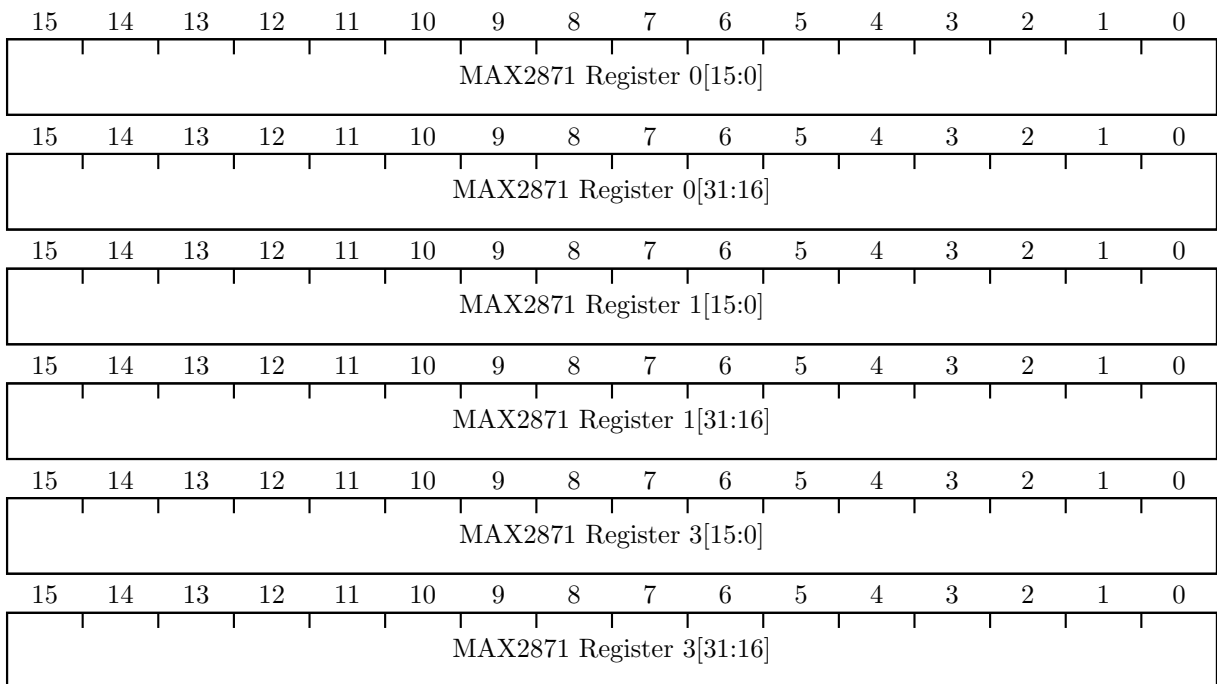 15 14 13 12 11 10 9 8 7 6 5 4 3 2 1 0
MAX2871 Register 0[15:0]
15 14 13 12 11 10 9 8 7 6 5 4 3 2 1 0
MAX2871 Register 0[31:16]
15 14 13 12 11 10 9 8 7 6 5 4 3 2 1 0
MAX2871 Register 1[15:0]
15 14 13 12 11 10 9 8 7 6 5 4 3 2 1 0
MAX2871 Register 1[31:16]
15 14 13 12 11 10 9 8 7 6 5 4 3 2 1 0
MAX2871 Register 3[15:0]
15 14 13 12 11 10 9 8 7 6 5 4 3 2 1 0
MAX2871 Register 3[31:16]